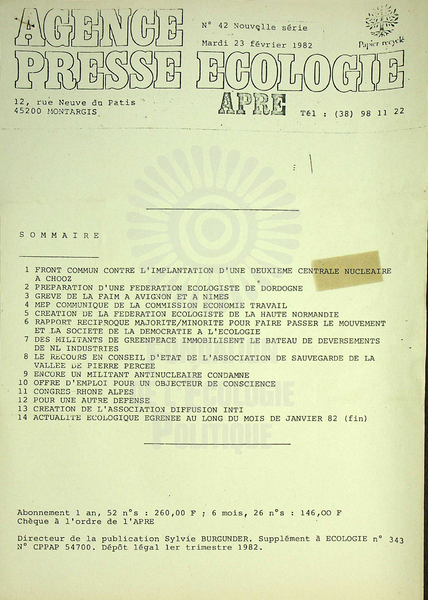 AGENCE
N° 42 Nouvelle série
Mardi 23 février 1982
Papier recyclé
PRESSE ECOLOGIE
12, rue Neuve du Patis
45200 MONTARGIS
APRE
Tél : (38) 98 11 22
SOMMAIRE
1 FRONT COMMUN CONTRE L'IMPLANTATION D'UNE DEUXIEME CENTRALE NUCLEAIRE
A CHOOZ
2 PREPARATION D'UNE FEDERATION ECOLOGISTE DE DORDOGNE
3 GREVE DE LA FAIM A AVIGNON ET A NIMES
4 MEP COMMUNIQUE DE LA COMMISSION ECONOMIE TRAVAIL
5 CREATION DE LA FEDERATION ECOLOGISTE DE LA HAUTE NORMANDIE
6 RAPPORT RECIPROQUE MAJORITE/MINORITE POUR FAIRE PASSER LE MOUVEMENT
ET LA SOCIETE DE LA DEMOCRATIE A L'ECOLOGIE
7 DES MILITANTS DE GREENPEACE IMMOBILISENT LE BATEAU DE DEVERSEMENTS
DE NL INDUSTRIES
8 LE RECOURS EN CONSEIL D'ETAT DE L'ASSOCIATION DE SAUVEGARDE DE LA
VALLEE DE PIERRE PERCEE
9 ENCORE UN MILITANT ANTINUCLEAIRE CONDAMNE
10 OFFRE D'EMPLOI POUR UN OBJECTEUR DE CONSCIENCE
11 CONGRES RHONE ALPES
12 POUR UNE AUTRE DEFENSE
13 CREATION DE L'ASSOCIATION DIFFUSION INTI
14 ACTUALITE ECOLOGIQUE EGRENEE AU LONG DU MOIS DE JANVIER 82 (fin)
DE L'ECOLOGIE
POLITIQUE
Abonnement 1 an, 52 n°s : 260,00 F ; 6 mois, 26 n°s : 146,00 F
Chèque à l'ordre de l'APRE
Directeur de la publication Sylvie BURGUNDER. Supplément à ECOLOGIE n° 343
N° CPPAP 54700. Dépôt légal 1er trimestre 1982.